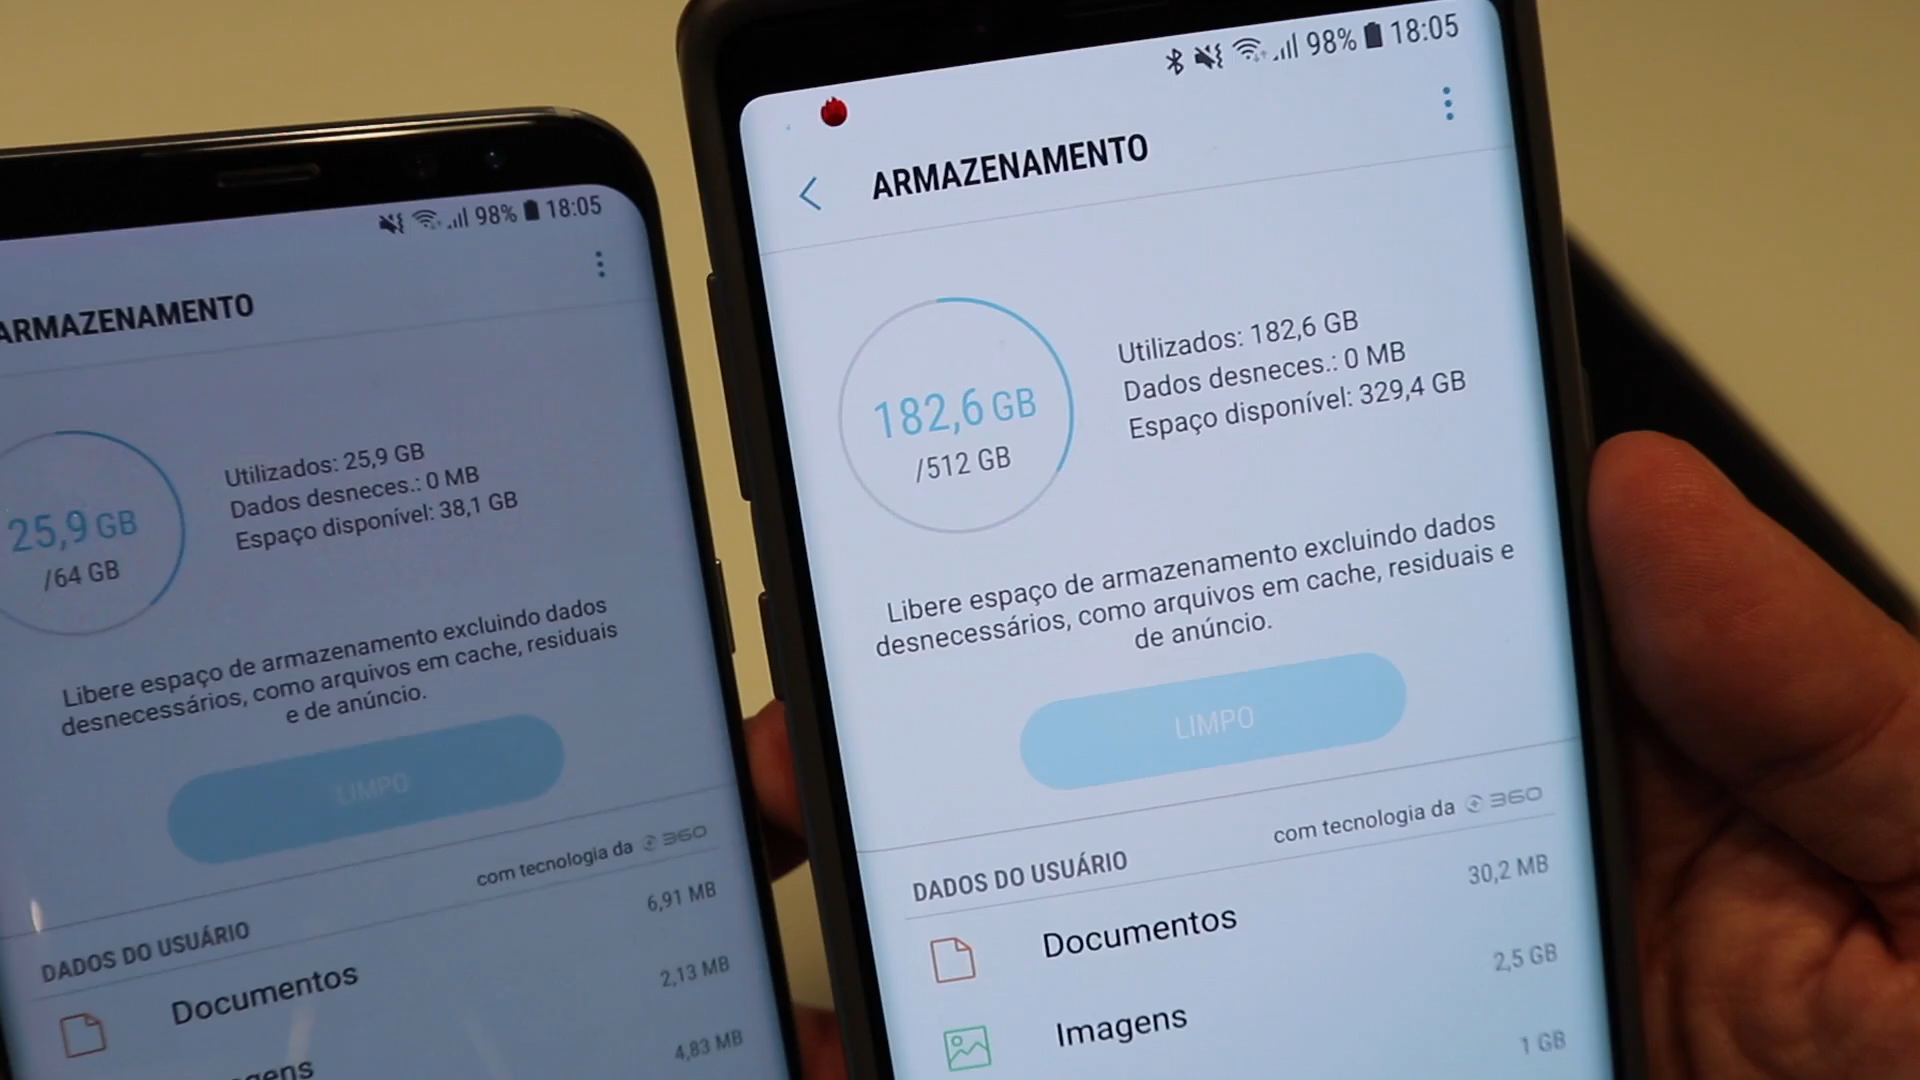 98% 18:05
ARMAZENAMENTO
25,9 GB
/64 GB
Utilizados: 25,9 GB
Dados desneces.: 0 MB
Espaço disponível: 38,1 GB
Libere espaço de armazenamento excluindo dados
desnecessários, como arquivos em cache, residuais
e de anúncio.
LIMPO
com tecnologia da 360
DADOS DO USUÁRIO
6,91 MB
Documentos
2,13 MB
gens
4,83 MB
98% 18:05
ARMAZENAMENTO
182,6 GB
/512 GB
Utilizados: 182,6 GB
Dados desneces.: 0 MB
Espaço disponível: 329,4 GB
Libere espaço de armazenamento excluindo dados
desnecessários, como arquivos em cache, residuais e
de anúncio.
LIMPO
com tecnologia da 360
DADOS DO USUÁRIO
30,2 MB
Documentos
2,5 GB
Imagens
1 GB